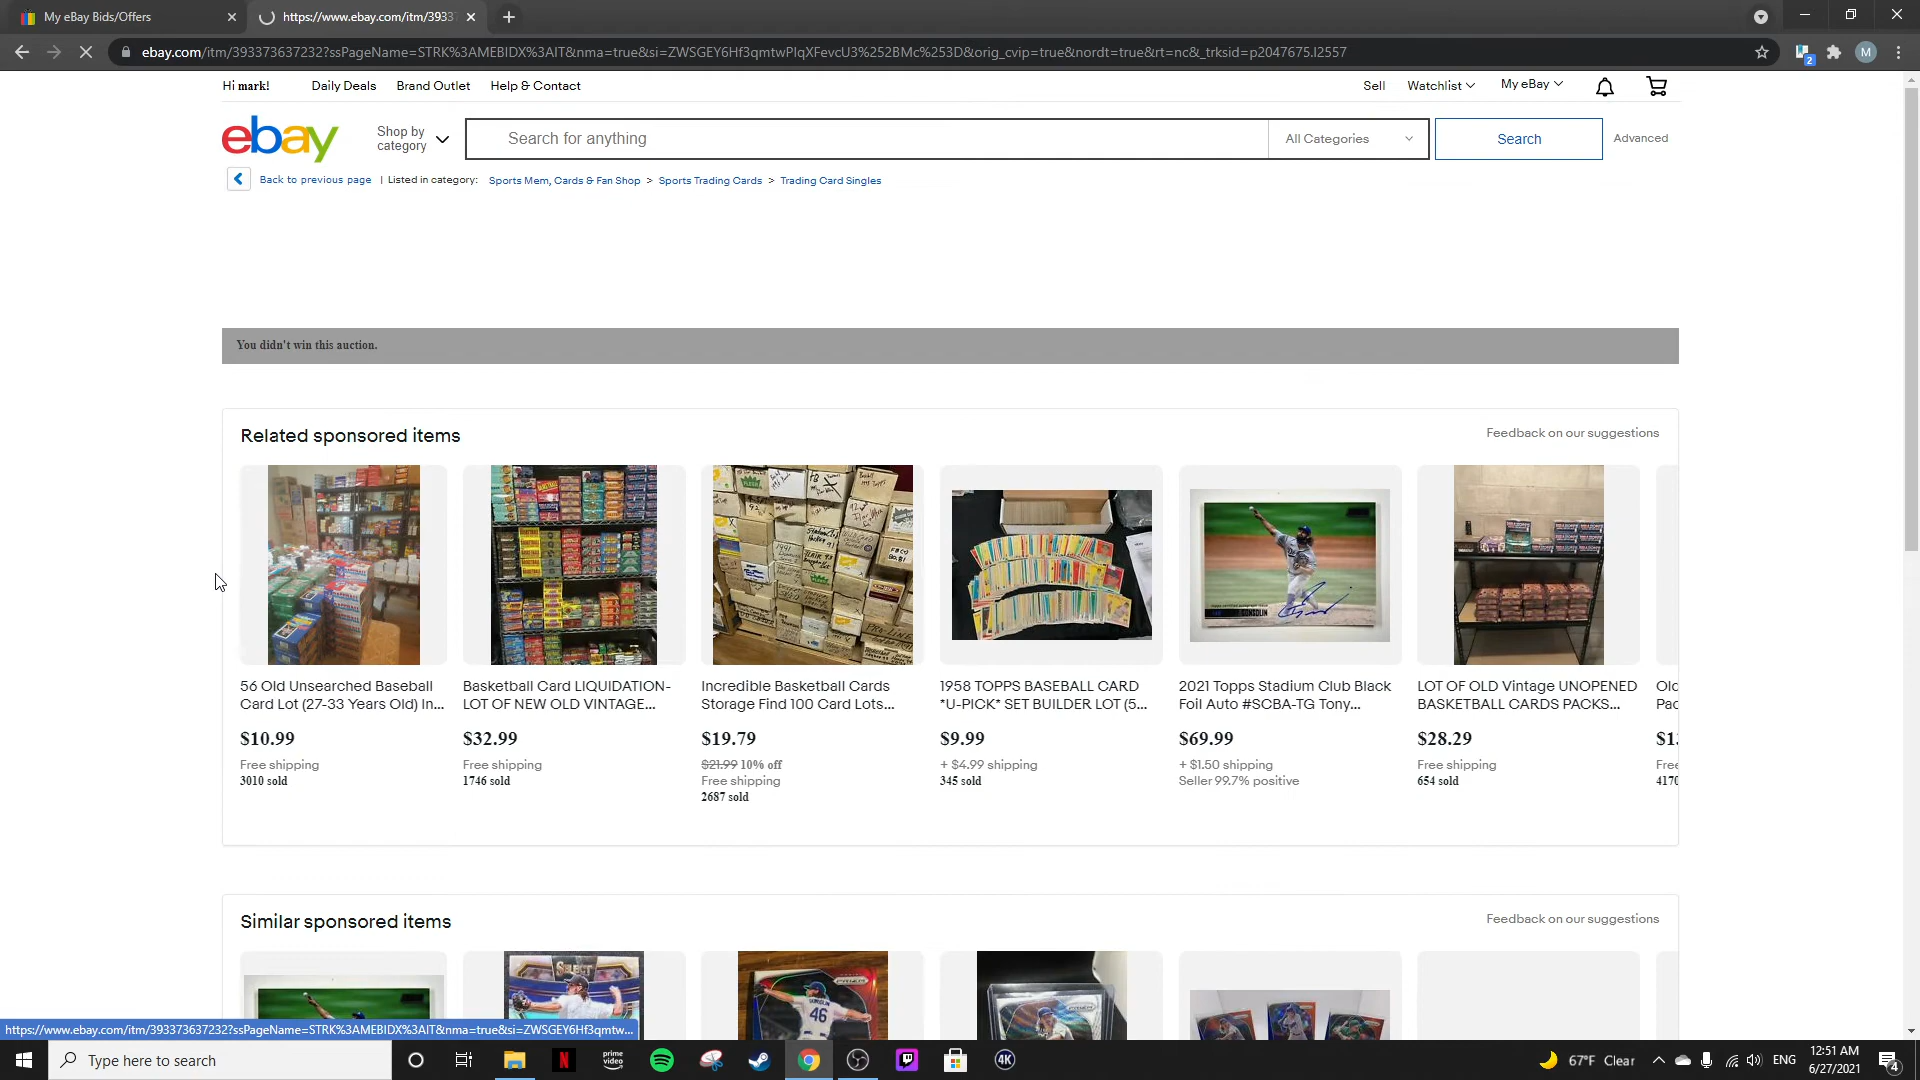 My eBay Bids/Offers
https://www.ebay.com/itm/3933
ebay.com/itm/393373637232?ssPageName=STRK%3AMEBIDX%3AIT&nma=true&si=ZWSGEY6Hf3qmtwPlqXFevcU3%252BMc%253D&orig_cvip=true&nordt=true&rt=nc&_trksid=p2047675.l2557
2
M
Hi mark!
Daily Deals
Brand Outlet
Help & Contact
Sell
Watchlist
My eBay
ebay
Shop by
category
Search for anything
All Categories
Search
Advanced
Back to previous page | Listed in category: Sports Mem, Cards & Fan Shop > Sports Trading Cards > Trading Card Singles
You didn't win this auction.
Related sponsored items
Feedback on our suggestions
56 Old Unsearched Baseball
Card Lot (27-33 Years Old) In...
$10.99
Free shipping
3010 sold
Basketball Card LIQUIDATION-
LOT OF NEW OLD VINTAGE...
$32.99
Free shipping
1746 sold
Incredible Basketball Cards
Storage Find 100 Card Lots...
$19.79
$21.99 10% off
Free shipping
2687 sold
1958 TOPPS BASEBALL CARD
*U-PICK* SET BUILDER LOT (5...
$9.99
+ $4.99 shipping
345 sold
2021 Topps Stadium Club Black
Foil Auto #SCBA-TG Tony...
$69.99
+ $1.50 shipping
Seller 99.7% positive
LOT OF OLD Vintage UNOPENED
BASKETBALL CARDS PACKS...
$28.29
Free shipping
654 sold
Similar sponsored items
Feedback on our suggestions
SELECT
46
https://www.ebay.com/itm/393373637232?ssPageName=STRK%3AMEBIDX%3AIT&nma=true&si=ZWSGEY6Hf3qmtw...
Type here to search
prime
video
4K
67°F Clear
ENG
12:51 AM
6/27/2021
4